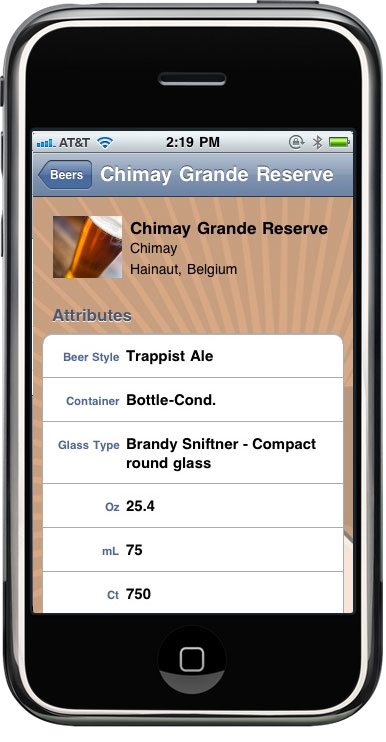 AT&T 2:19 PM
Beers Chimay Grande Reserve
Chimay Grande Reserve
Chimay
Hainaut, Belgium
Attributes
Beer Style Trappist Ale
Container Bottle-Cond.
Glass Type Brandy Sniftner - Compact
round glass
Oz 25.4
mL 75
Ct 750